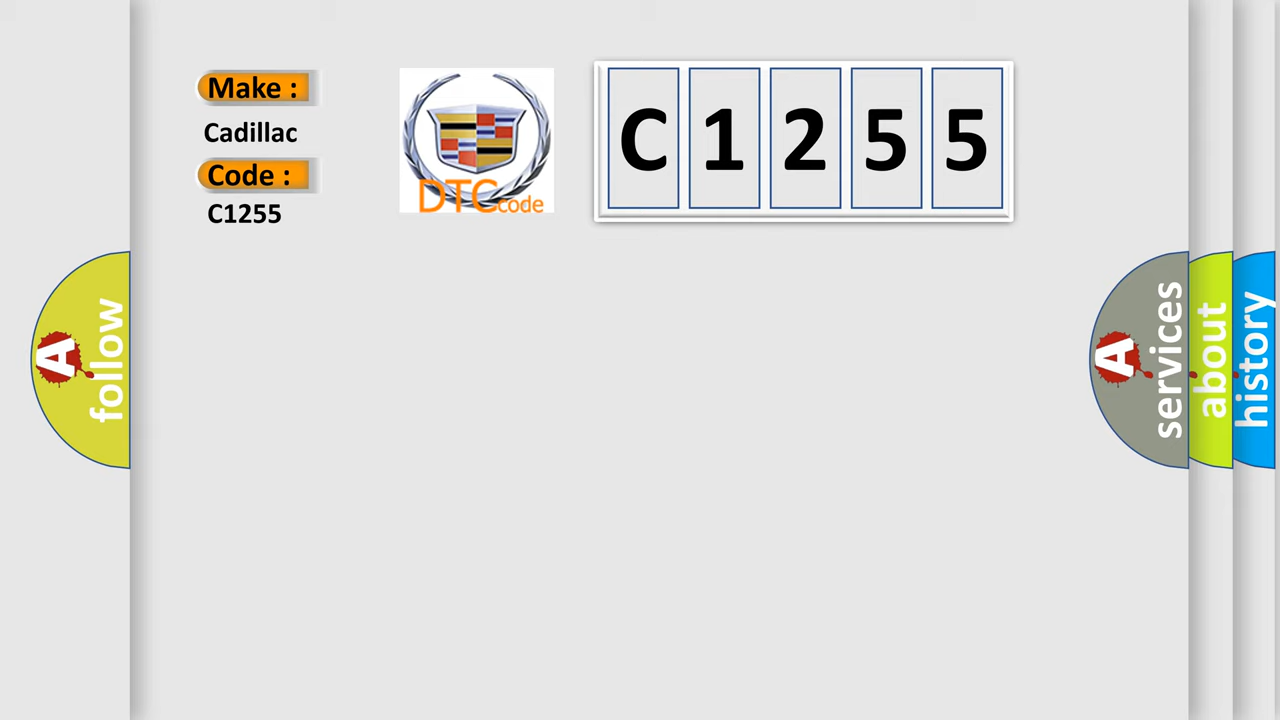 Make :
Cadillac
Code :
C1255
DTCcode
C 1 2 5 5
A follow
A services
about
history